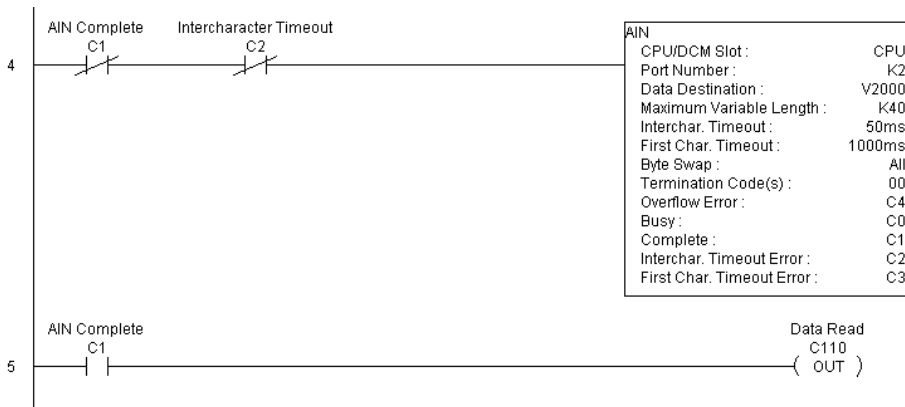 AIN Complete
C1
Intercharacter Timeout
C2
4
AIN
CPU/DCM Slot : CPU
Port Number : K2
Data Destination : V2000
Maximum Variable Length : K40
Interchar. Timeout : 50ms
First Char. Timeout : 1000ms
Byte Swap : All
Termination Code(s) : 00
Overflow Error : C4
Busy : C0
Complete : C1
Interchar. Timeout Error : C2
First Char. Timeout Error : C3
AIN Complete
C1
5
Data Read
C110
( OUT )